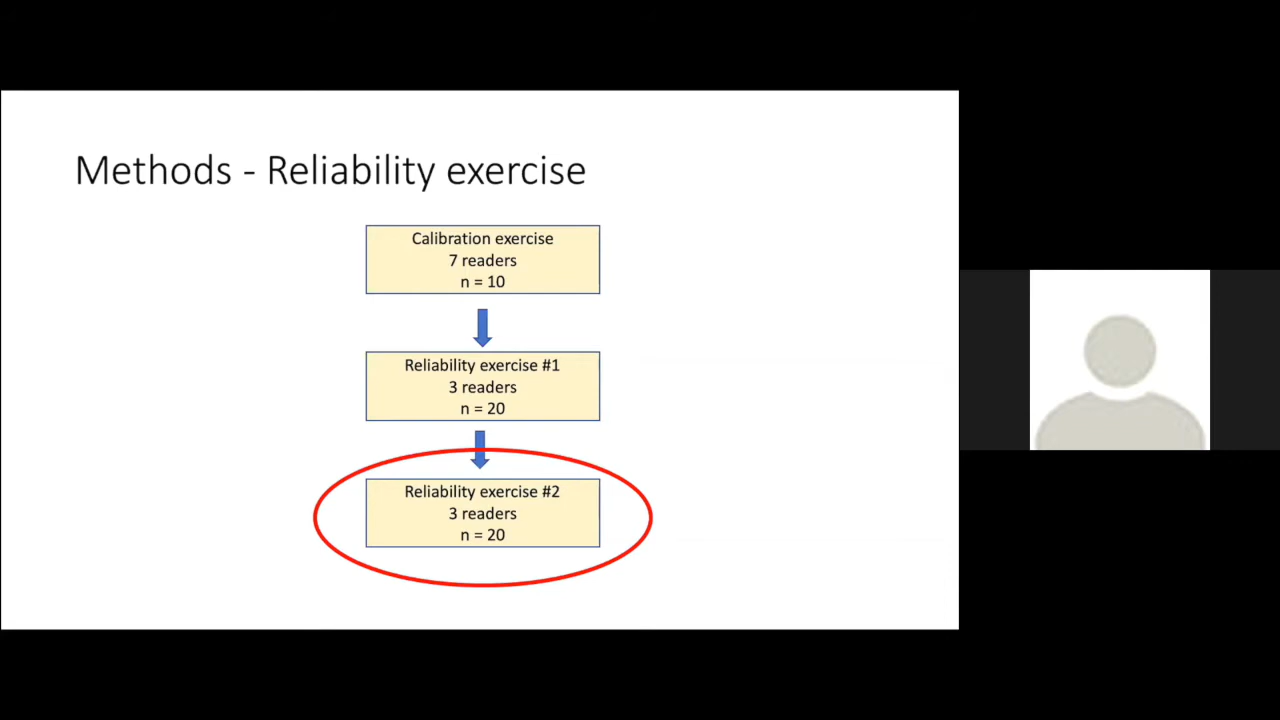 Methods - Reliability exercise
Calibration exercise
7 readers
n = 10
Reliability exercise #1
3 readers
n = 20
Reliability exercise #2
3 readers
n = 20